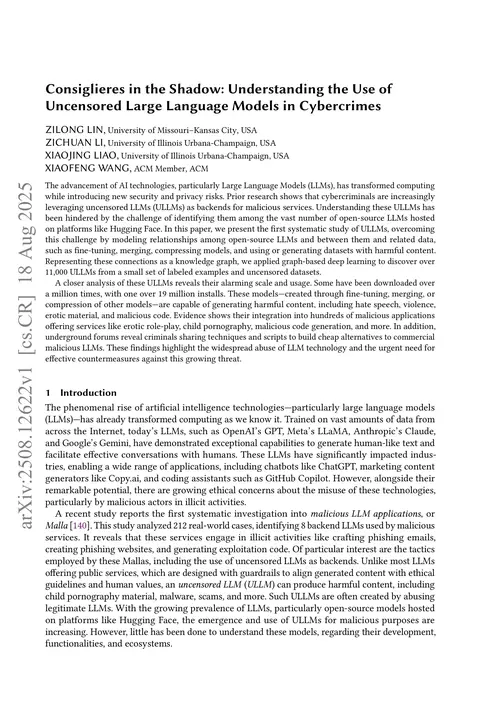 Consiglieres in the Shadow: Understanding the Use of
Uncensored Large Language Models in Cybercrimes
ZILONG LIN, University of Missouri–Kansas City, USA
ZICHUAN LI, University of Illinois Urbana-Champaign, USA
XIAOJING LIAO, University of Illinois Urbana-Champaign, USA
XIAOFENG WANG, ACM Member, ACM
The advancement of AI technologies, particularly Large Language Models (LLMs), has transformed computing
while introducing new security and privacy risks. Prior research shows that cybercriminals are increasingly
leveraging uncensored LLMs (ULLMs) as backends for malicious services. Understanding these ULLMs has
been hindered by the challenge of identifying them among the vast number of open-source LLMs hosted
on platforms like Hugging Face. In this paper, we present the first systematic study of ULLMs, overcoming
this challenge by modeling relationships among open-source LLMs and between them and related data,
such as fine-tuning, merging, compressing models, and using or generating datasets with harmful content.
Representing these connections as a knowledge graph, we applied graph-based deep learning to discover over
11,000 ULLMs from a small set of labeled examples and uncensored datasets.
A closer analysis of these ULLMs reveals their alarming scale and usage. Some have been downloaded over
a million times, with one over 19 million installs. These models—created through fine-tuning, merging, or
compression of other models—are capable of generating harmful content, including hate speech, violence,
erotic material, and malicious code. Evidence shows their integration into hundreds of malicious applications
offering services like erotic role-play, child pornography, malicious code generation, and more. In addition,
underground forums reveal criminals sharing techniques and scripts to build cheap alternatives to commercial
malicious LLMs. These findings highlight the widespread abuse of LLM technology and the urgent need for
effective countermeasures against this growing threat.
1 Introduction
The phenomenal rise of artificial intelligence technologies—particularly large language models
(LLMs)—has already transformed computing as we know it. Trained on vast amounts of data from
across the Internet, today's LLMs, such as OpenAI's GPT, Meta's LLaMA, Anthropic's Claude,
and Google's Gemini, have demonstrated exceptional capabilities to generate human-like text and
facilitate effective conversations with humans. These LLMs have significantly impacted indus-
tries, enabling a wide range of applications, including chatbots like ChatGPT, marketing content
generators like Copy.ai, and coding assistants such as GitHub Copilot. However, alongside their
remarkable potential, there are growing ethical concerns about the misuse of these technologies,
particularly by malicious actors in illicit activities.
A recent study reports the first systematic investigation into malicious LLM applications, or
Malla [140]. This study analyzed 212 real-world cases, identifying 8 backend LLMs used by malicious
services. It reveals that these services engage in illicit activities like crafting phishing emails,
creating phishing websites, and generating exploitation code. Of particular interest are the tactics
employed by these Mallas, including the use of uncensored LLMs as backends. Unlike most LLMs
offering public services, which are designed with guardrails to align generated content with ethical
guidelines and human values, an uncensored LLM (ULLM) can produce harmful content, including
child pornography material, malware, scams, and more. Such ULLMs are often created by abusing
legitimate LLMs. With the growing prevalence of LLMs, particularly open-source models hosted
on platforms like Hugging Face, the emergence and use of ULLMs for malicious purposes are
increasing. However, little has been done to understand these models, regarding their development,
functionalities, and ecosystems.
arXiv:2508.12622v1 [cs.CR] 18 Aug 2025